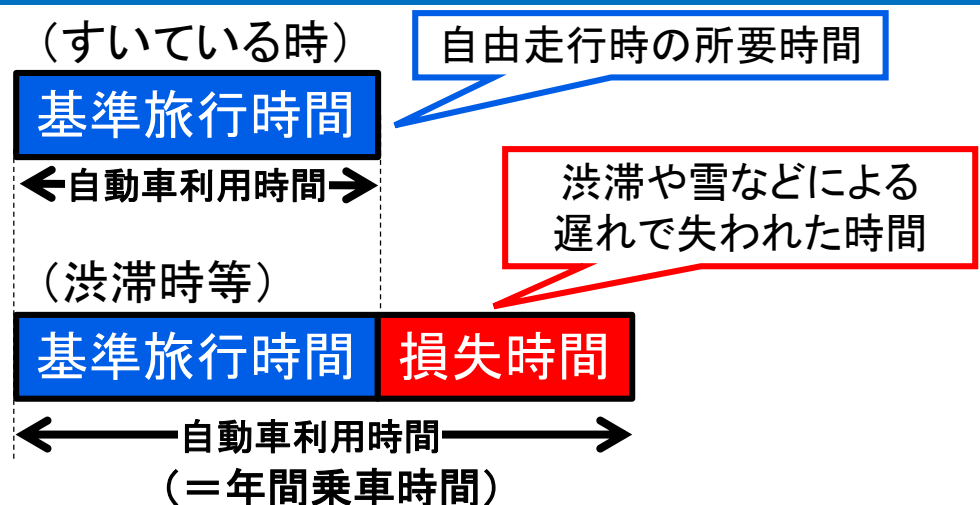 (すいている時)
自由走行時の所要時間
基準旅行時間
自動車利用時間
渋滞や雪などによる
遅れで失われた時間
(渋滞時等)
基準旅行時間
損失時間
自動車利用時間
(=年間乗車時間)